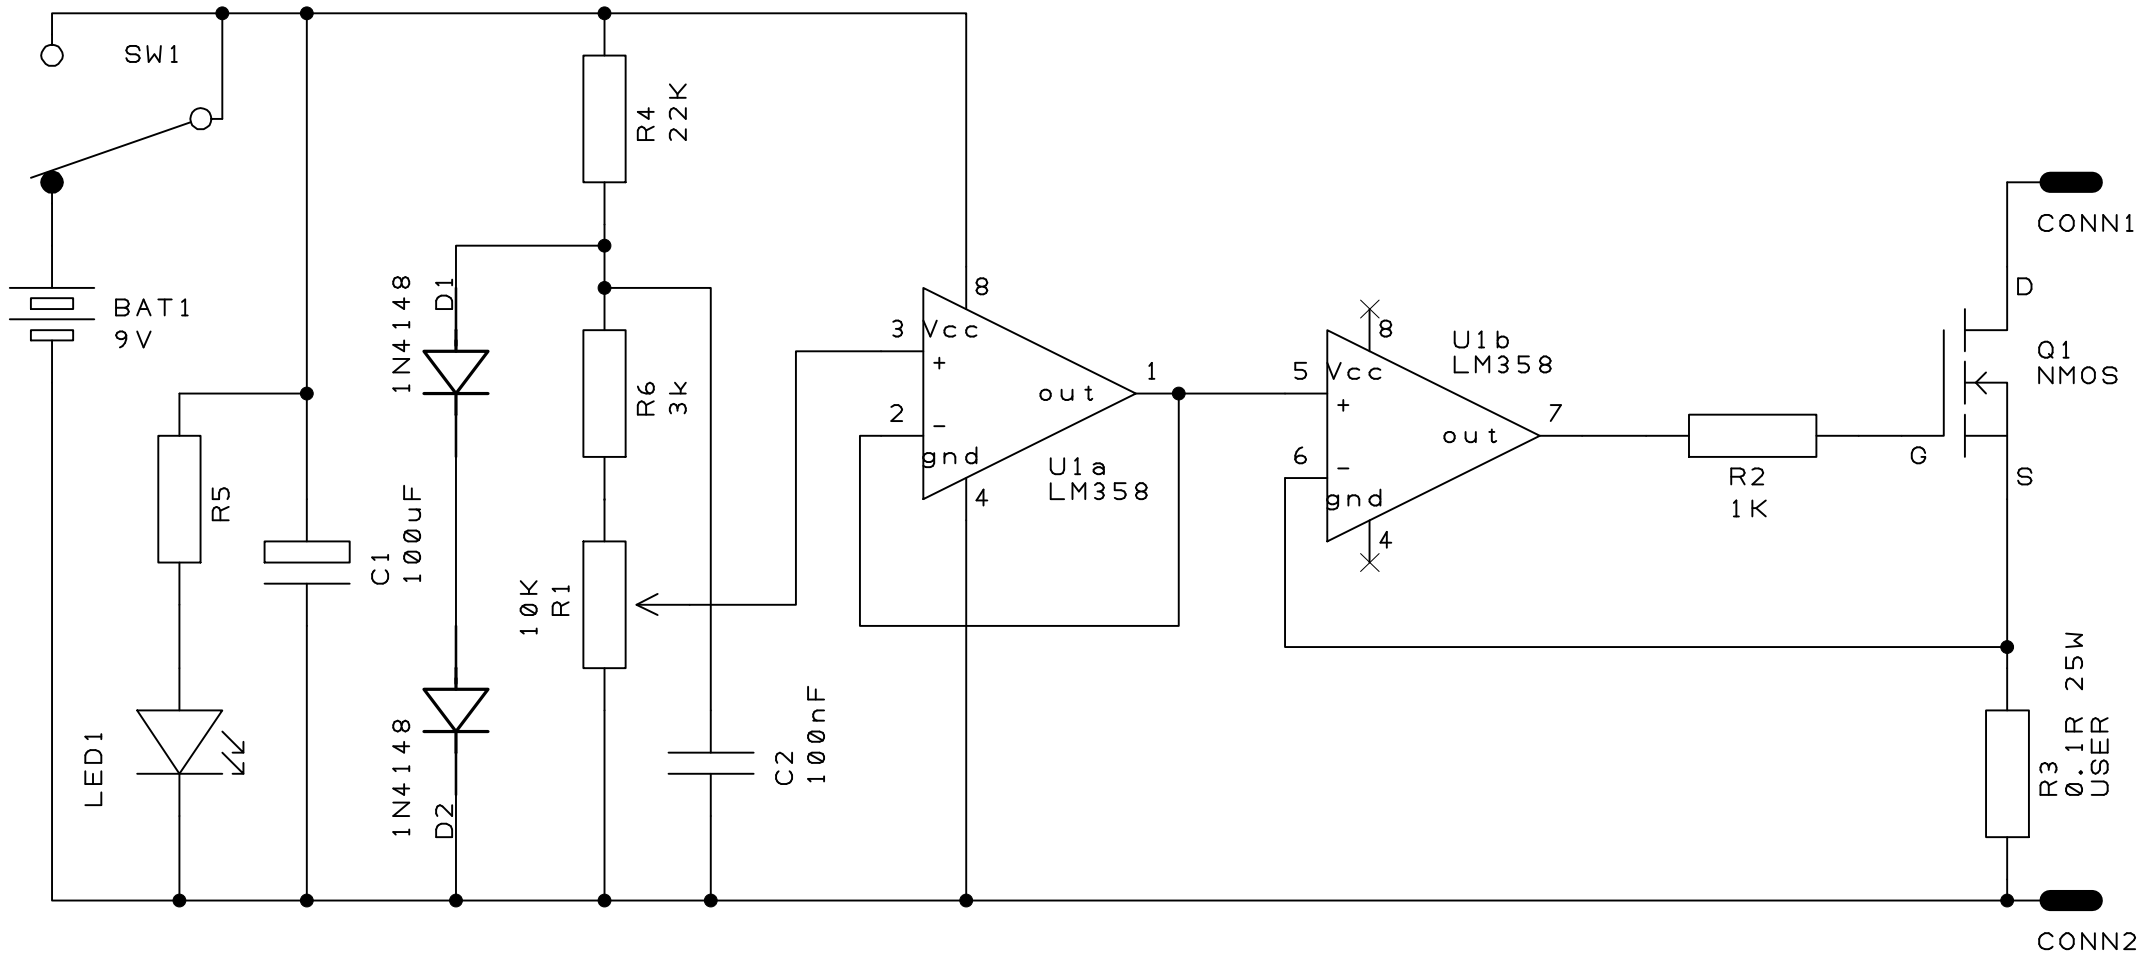 SW1
BAT1
9V
R5
LED1
C1
100uF
1N4148
D1
1N4148
D2
R4
22K
R6
3k
10K
R1
C2
100nF
3
Vcc
8
+
2
-
gnd
4
out
1
U1a
LM358
5
Vcc
8
+
6
-
gnd
4
out
7
U1b
LM358
R2
1K
G
D
S
Q1
NMOS
CONN1
R3
0.1R 25W
USER
CONN2